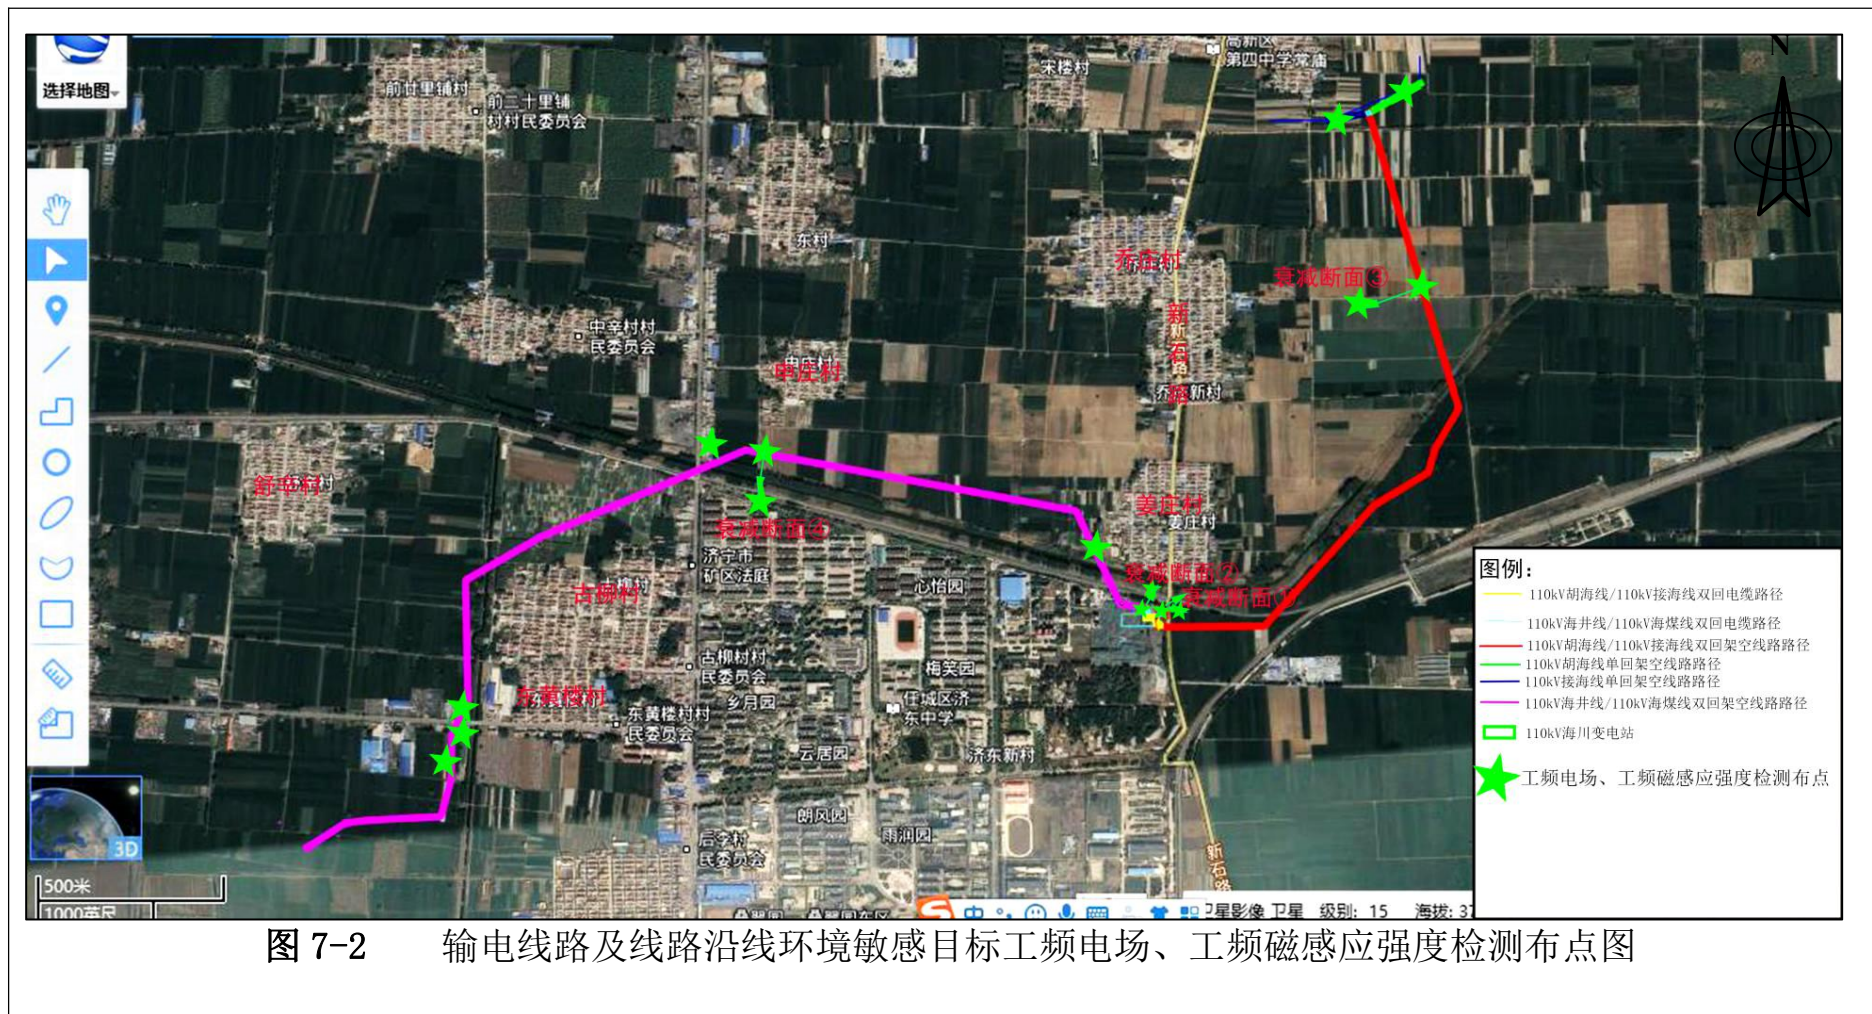 选择地图
前廿里铺村
前二十里铺
村村民委员会
宋楼村
高新区
第四中学常庙
N
东村
乔庄村
衰减断面③
新石路
中辛村村
民委员会
申庄村
乔庄新村
舒辛村
衰减断面④
姜庄村
姜庄村
济宁市
矿区法庭
心怡园
衰减断面②
衰减断面①
古柳村
古柳村村
民委员会
梅笑园
乡月园
任城区济
东中学
东黄楼村
东黄楼村村
民委员会
云居园
济东新村
朗风园
雨润园
后李村
民委员会
新石路
3D
500米
1000英尺
中
卫星影像 卫星 级别: 15 海拔: 37
图例:
110kV胡海线/110kV接海线双回电缆路径
110kV海井线/110kV海煤线双回电缆路径
110kV胡海线/110kV接海线双回架空线路路径
110kV胡海线单回架空线路路径
110kV接海线单回架空线路路径
110kV海井线/110kV海煤线双回架空线路路径
110kV海川变电站
工频电场、工频磁感应强度检测布点
图 7-2 输电线路及线路沿线环境敏感目标工频电场、工频磁感应强度检测布点图